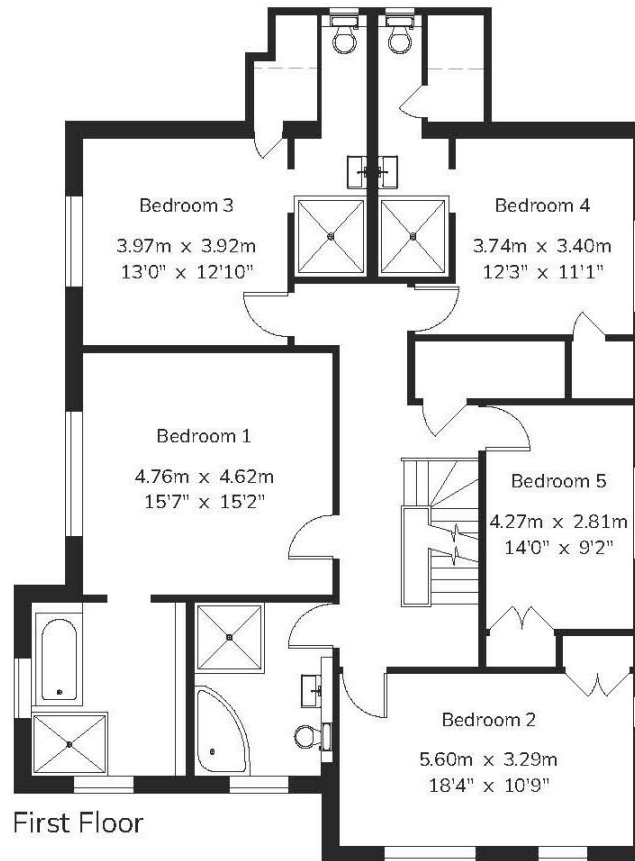 Bedroom 3
3.97m x 3.92m
13'0" x 12'10"
Bedroom 4
3.74m x 3.40m
12'3" x 11'1"
Bedroom 1
4.76m x 4.62m
15'7" x 15'2"
Bedroom 5
4.27m x 2.81m
14'0" x 9'2"
Bedroom 2
5.60m x 3.29m
18'4" x 10'9"
First Floor